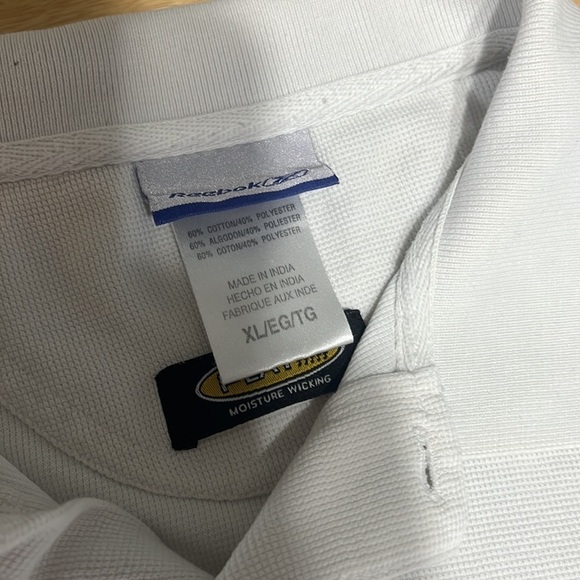 Reebok
60% COTTON/40% POLYESTER
60% ALGODON/40% POLIESTER
60% COTON/40% POLYESTER
MADE IN INDIA
HECHO EN INDIA
FABRIQUE AUX INDE
XL/EG/TG
MOISTURE WICKING